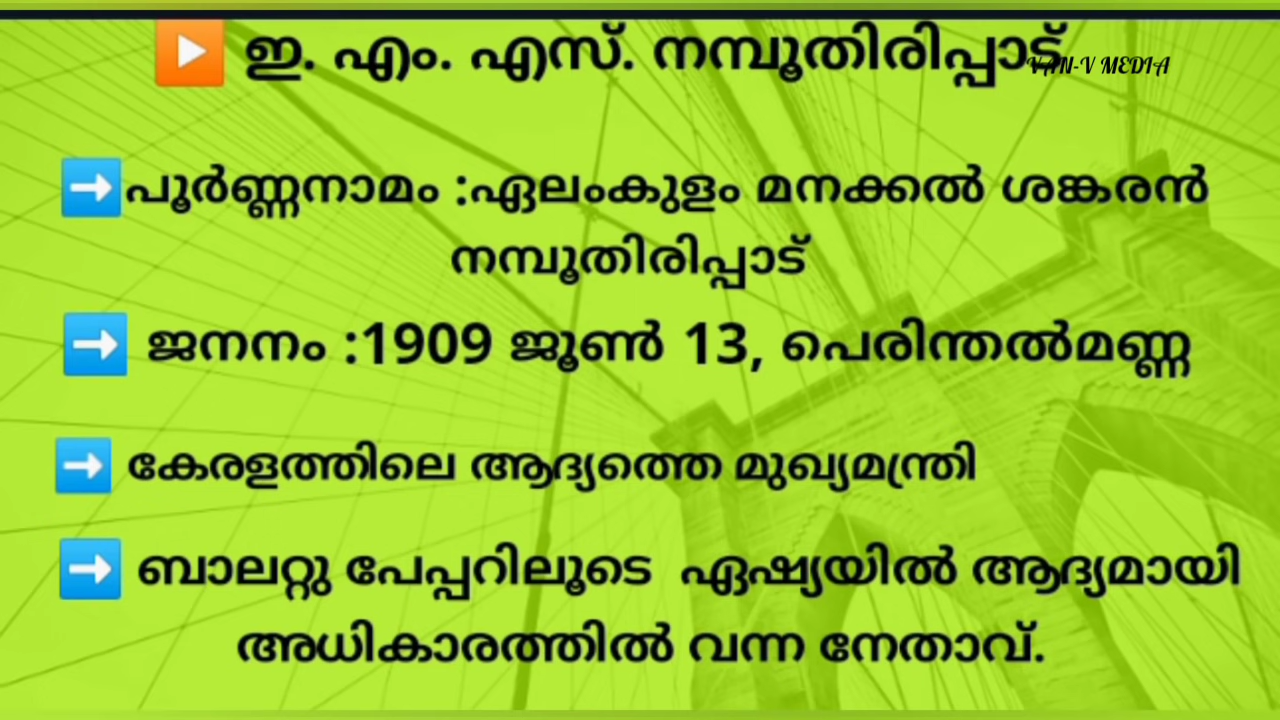 ഇ. എം. എസ്. നമ്പൂതിരിപ്പാട്
VAN-V MEDIA
പൂർണ്ണനാമം :ഏലംകുളം മനക്കൽ ശങ്കരൻ
നമ്പൂതിരിപ്പാട്
ജനനം :1909 ജൂൺ 13, പെരിന്തൽമണ്ണ
കേരളത്തിലെ ആദ്യത്തെ മുഖ്യമന്ത്രി
ബാലറ്റു പേപ്പറിലൂടെ ഏഷ്യയിൽ ആദ്യമായി
അധികാരത്തിൽ വന്ന നേതാവ്.